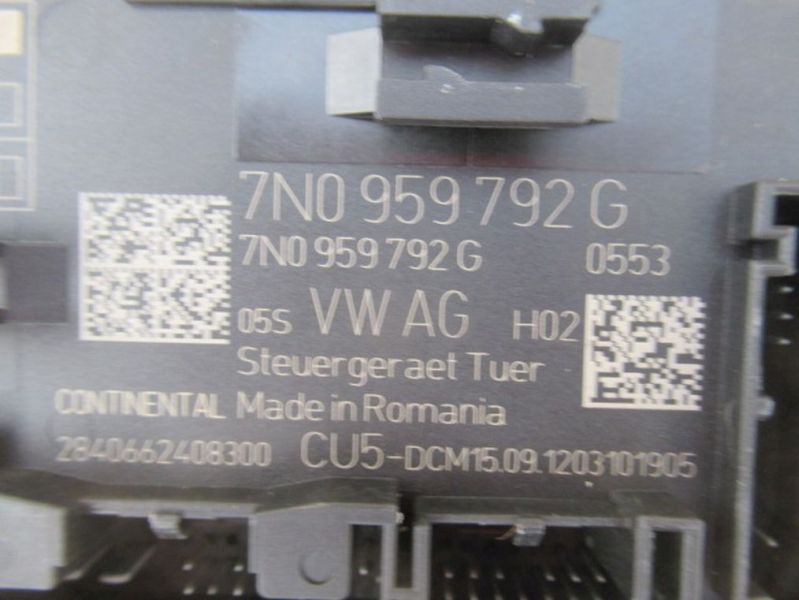 7N0 959 792 G
7N0 959 792 G 0553
05S VW AG H02
Steuergeraet Tuer
CONTINENTAL Made in Romania
2840662408300 CU5-DCM15.09.1203101905